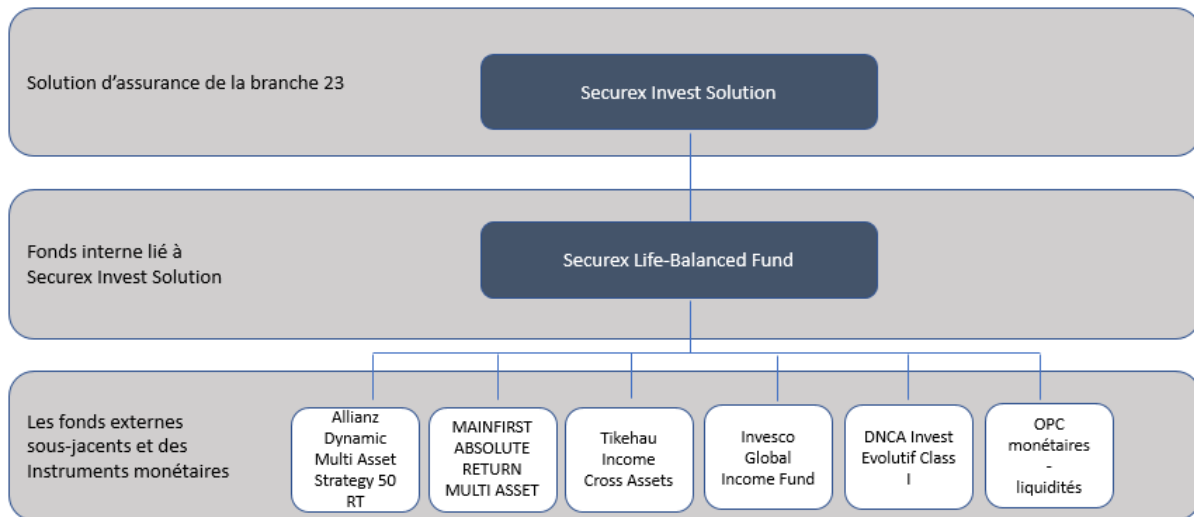 Solution d'assurance de la branche 23
Securex Invest Solution
Fonds interne lié à
Securex Invest Solution
Securex Life-Balanced Fund
Les fonds externes
sous-jacents et des
Instruments monétaires
Allianz
Dynamic
Multi Asset
Strategy 50
RT
MAINFIRST
ABSOLUTE
RETURN
MULTI ASSET
Tikehau
Income
Cross Assets
Invesco
Global
Income Fund
DNCA Invest
Evolutif Class
I
OPC
monétaires
-
liquidités